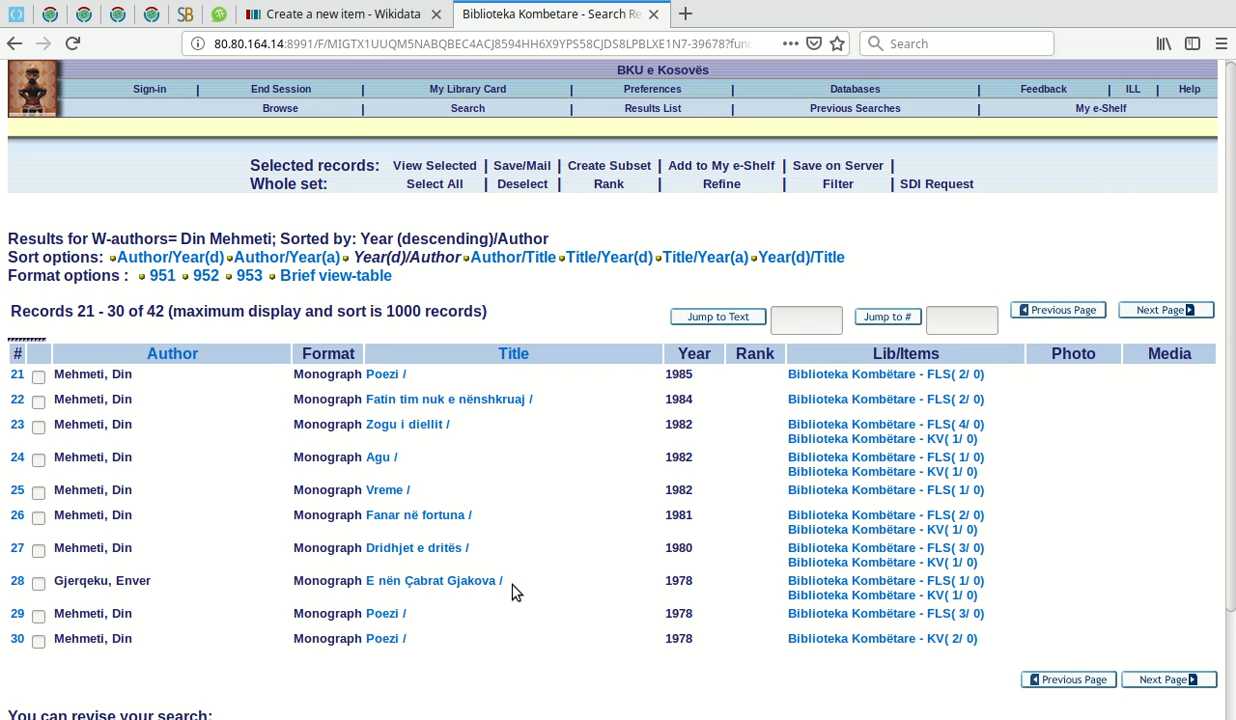 Create a new item - Wikidata
Biblioteka Kombetare - Search Re
80.80.164.14:8991/F/MIGTX1UUQM5NABQBEC4ACJ8594HH6X9YPS58CJDS8LPBLXE1N7-39678?func
Search
BKU e Kosovës
Sign-in | End Session | My Library Card | Preferences | Databases | Feedback | ILL | Help
Browse | Search | Results List | Previous Searches | My e-Shelf
Selected records: View Selected | Save/Mail | Create Subset | Add to My e-Shelf | Save on Server |
Whole set: Select All | Deselect | Rank | Refine | Filter | SDI Request
Results for W-authors= Din Mehmeti; Sorted by: Year (descending)/Author
Sort options: Author/Year(d) Author/Year(a) Year(d)/Author Author/Title Title/Year(d) Title/Year(a) Year(d)/Title
Format options : 951 952 953 Brief view-table
Records 21 - 30 of 42 (maximum display and sort is 1000 records)
Jump to Text Jump to # Previous Page Next Page
# Author Format Title Year Rank Lib/Items Photo Media
21 Mehmeti, Din Monograph Poezi / 1985 Biblioteka Kombëtare - FLS( 2/ 0)
22 Mehmeti, Din Monograph Fatin tim nuk e nënshkruaj / 1984 Biblioteka Kombëtare - FLS( 2/ 0)
23 Mehmeti, Din Monograph Zogu i diellit / 1982 Biblioteka Kombëtare - FLS( 4/ 0)
Biblioteka Kombëtare - KV( 1/ 0)
24 Mehmeti, Din Monograph Agu / 1982 Biblioteka Kombëtare - FLS( 1/ 0)
Biblioteka Kombëtare - KV( 1/ 0)
25 Mehmeti, Din Monograph Vreme / 1982 Biblioteka Kombëtare - FLS( 1/ 0)
26 Mehmeti, Din Monograph Fanar në fortuna / 1981 Biblioteka Kombëtare - FLS( 2/ 0)
Biblioteka Kombëtare - KV( 1/ 0)
27 Mehmeti, Din Monograph Dridhjet e dritës / 1980 Biblioteka Kombëtare - FLS( 3/ 0)
Biblioteka Kombëtare - KV( 1/ 0)
28 Gjerqeku, Enver Monograph E nën Çabrat Gjakova / 1978 Biblioteka Kombëtare - FLS( 1/ 0)
Biblioteka Kombëtare - KV( 1/ 0)
29 Mehmeti, Din Monograph Poezi / 1978 Biblioteka Kombëtare - FLS( 3/ 0)
30 Mehmeti, Din Monograph Poezi / 1978 Biblioteka Kombëtare - KV( 2/ 0)
Previous Page Next Page
You can revise your search: